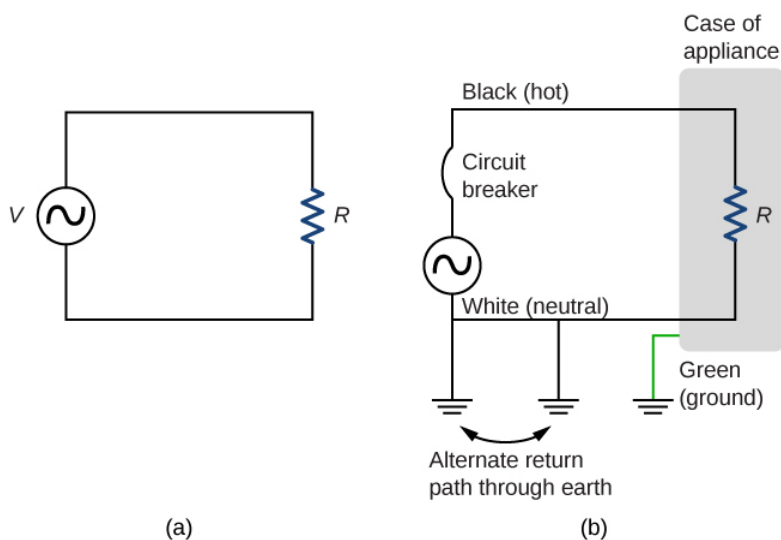 V
R
(a)
Case of
appliance
Black (hot)
Circuit
breaker
R
White (neutral)
Green
(ground)
Alternate return
path through earth
(b)